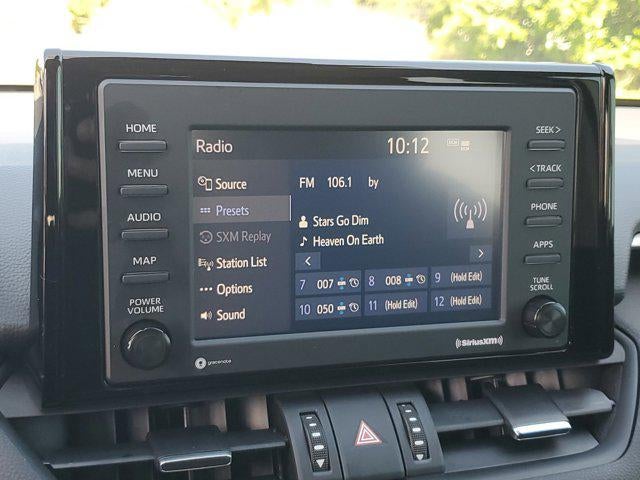 HOME
MENU
AUDIO
MAP
POWER
VOLUME
Radio
10:12
Source
Presets
SXM Replay
Station List
Options
Sound
FM 106.1 by
Stars Go Dim
Heaven On Earth
< >
7 007
8 008
9 (Hold Edit)
10 050
11 (Hold Edit)
12 (Hold Edit)
SEEK >
< TRACK
PHONE
APPS
TUNE
SCROLL
gracenote
((SiriusXM))